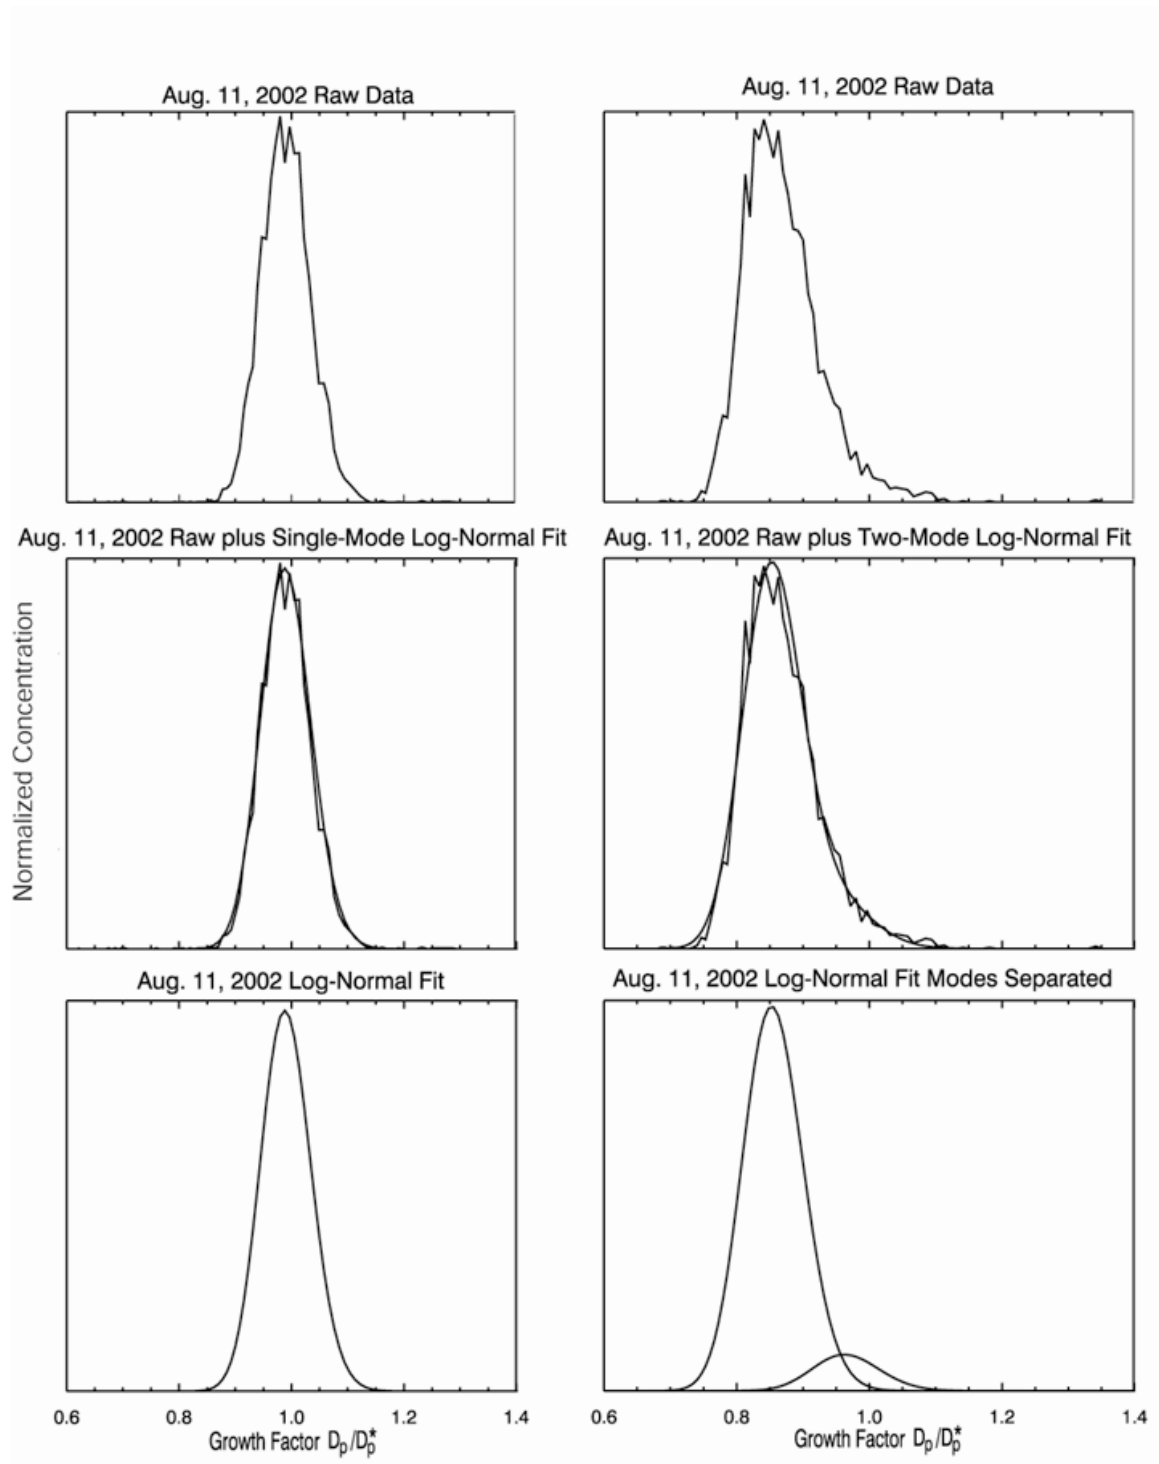 Aug. 11, 2002 Raw Data
Aug. 11, 2002 Raw Data
Aug. 11, 2002 Raw plus Single-Mode Log-Normal Fit
Aug. 11, 2002 Raw plus Two-Mode Log-Normal Fit
Normalized Concentration
Aug. 11, 2002 Log-Normal Fit
Aug. 11, 2002 Log-Normal Fit Modes Separated
0.6 0.8 1.0 1.2 1.4
Growth Factor Dp/Dp*
0.6 0.8 1.0 1.2 1.4
Growth Factor Dp/Dp*